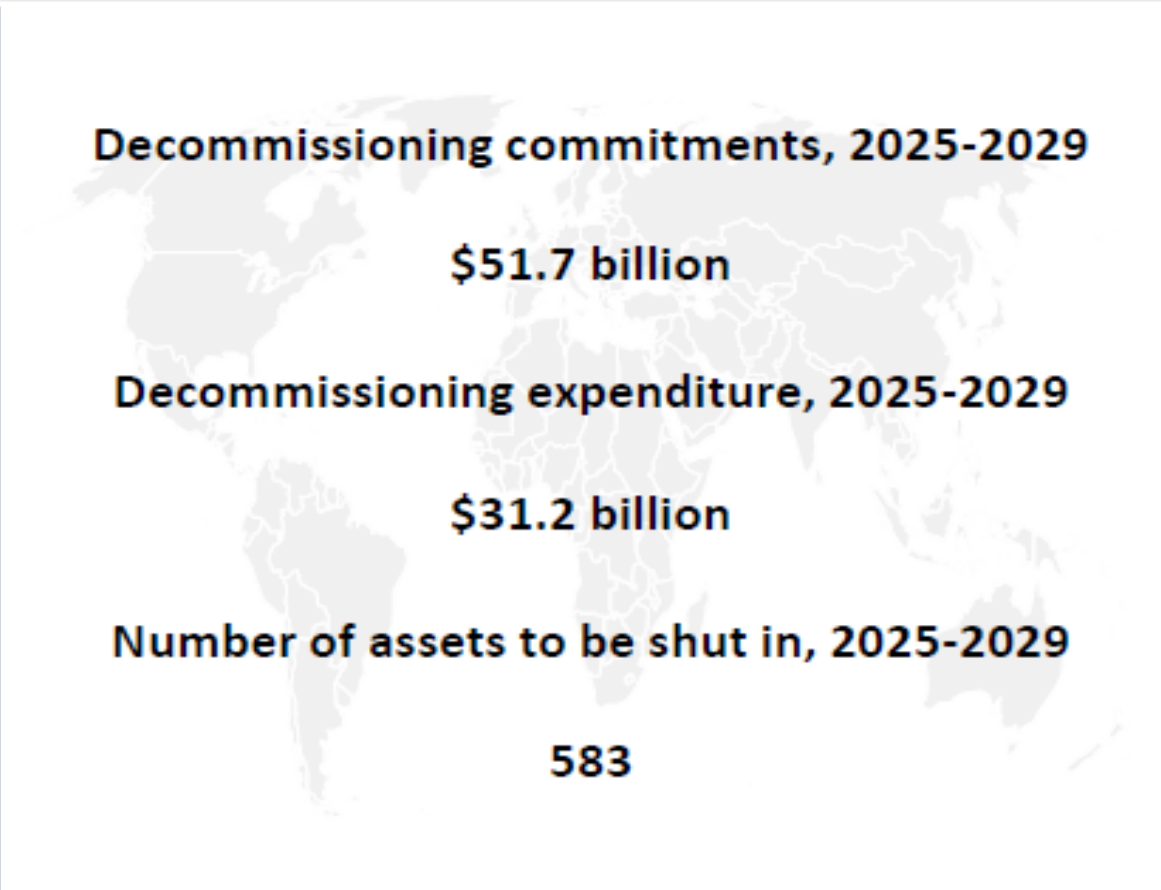 Decommissioning commitments, 2025-2029
$51.7 billion
Decommissioning expenditure, 2025-2029
$31.2 billion
Number of assets to be shut in, 2025-2029
583